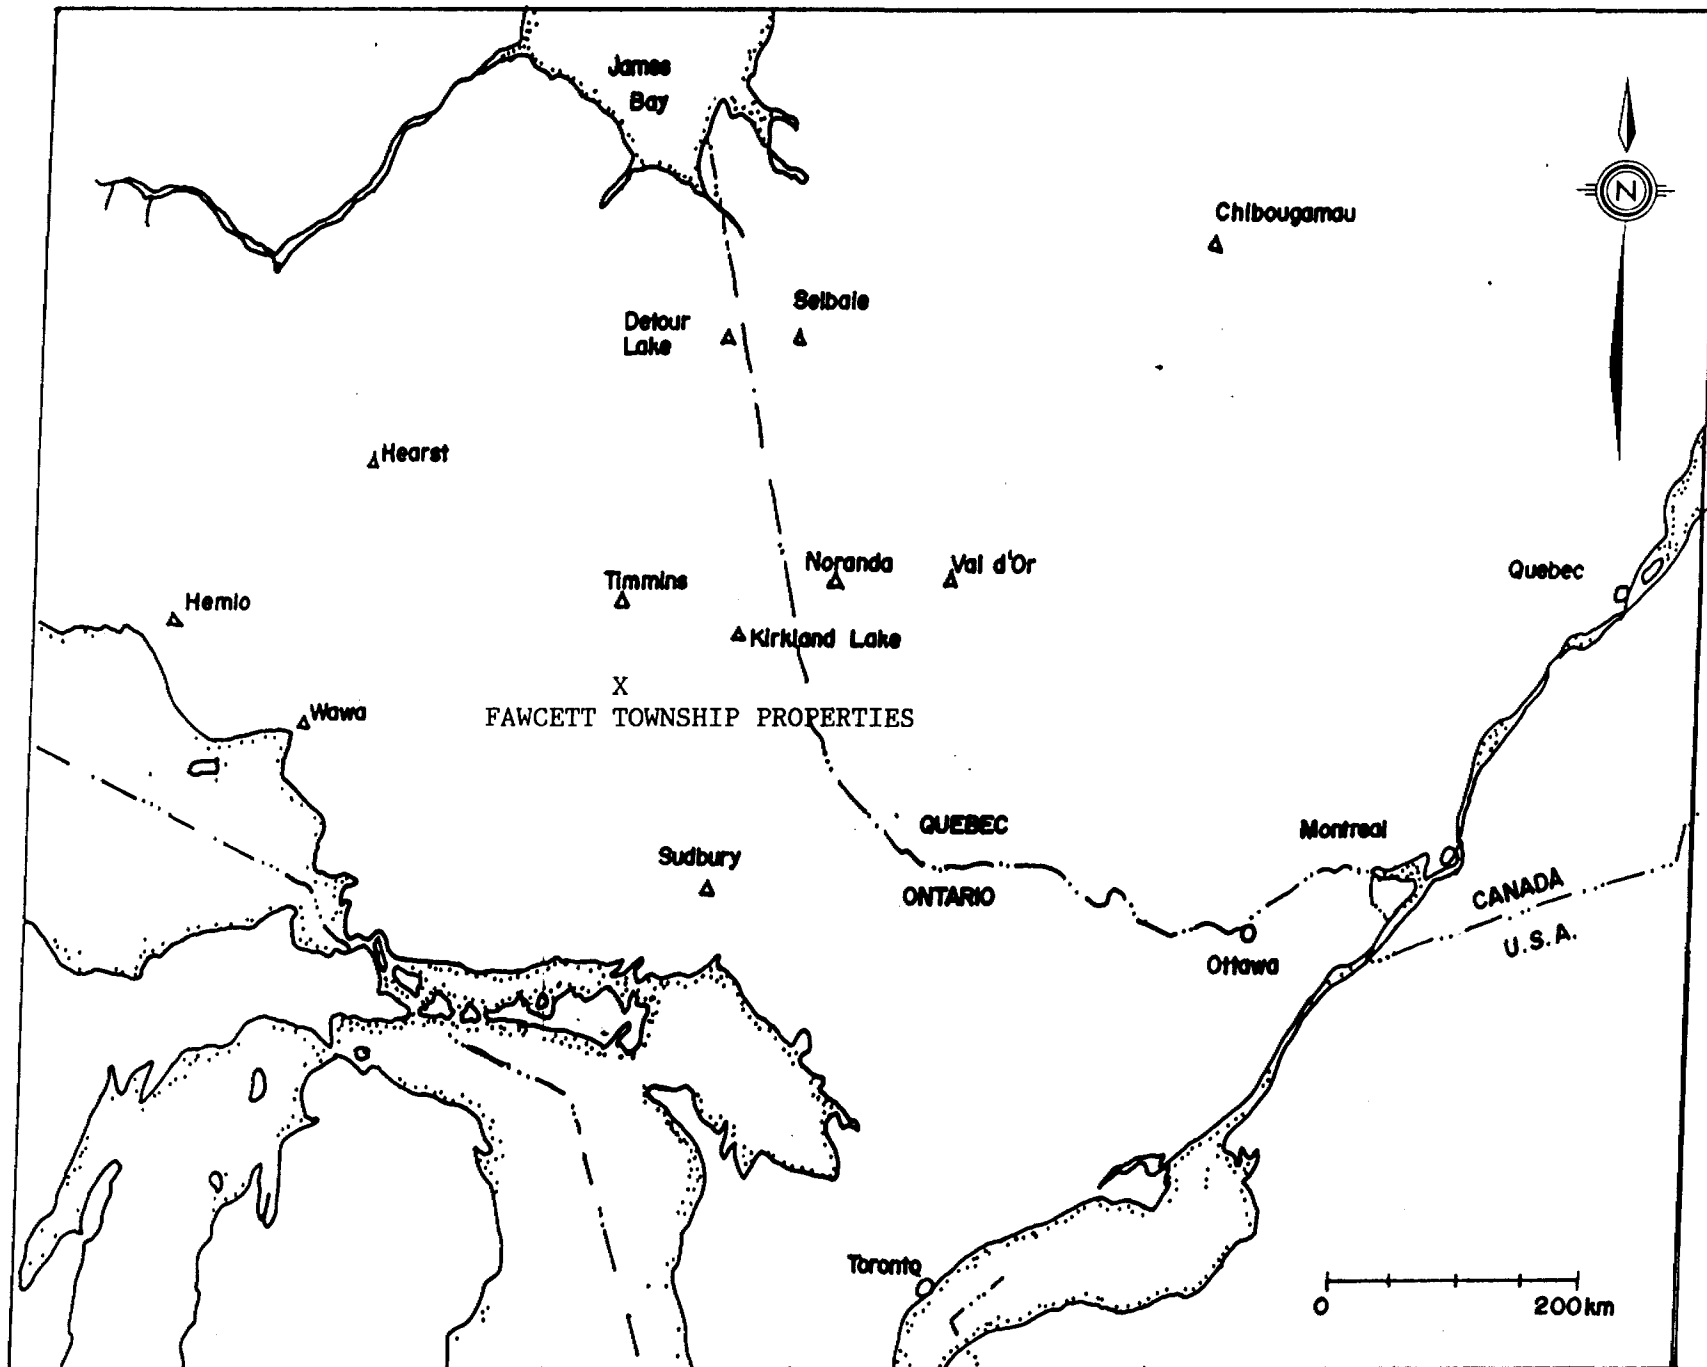 James
Bay
N
Chibougamau
Selbaie
Detour
Lake
Hearst
Noranda
Val d'Or
Quebec
Timmins
Hemlo
Kirkland Lake
X
Wawa
FAWCETT TOWNSHIP PROPERTIES
QUEBEC
Montreal
Sudbury
ONTARIO
CANADA
U.S.A.
Ottawa
Toronto
0 200km